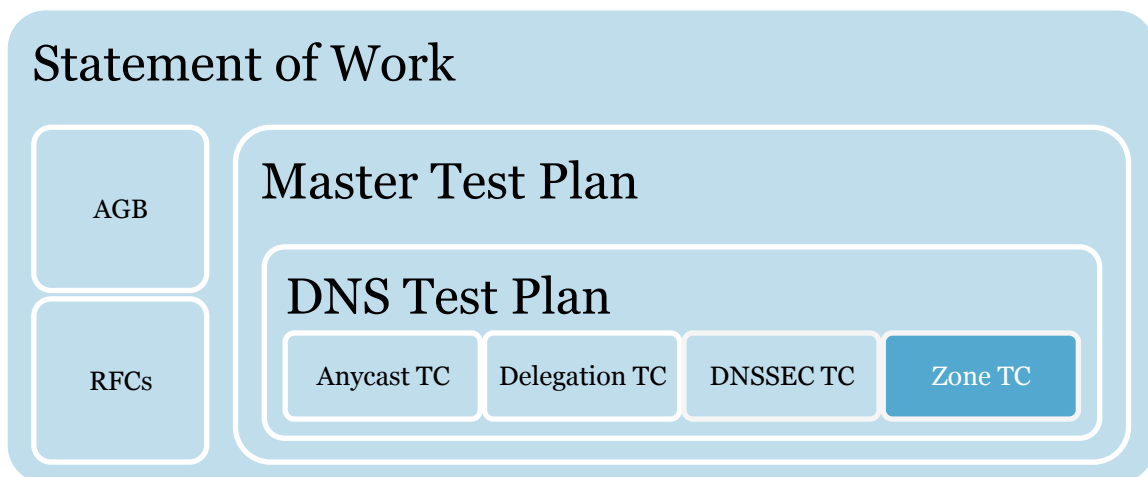 Statement of Work
AGB
RFCs
Master Test Plan
DNS Test Plan
Anycast TC
Delegation TC
DNSSEC TC
Zone TC